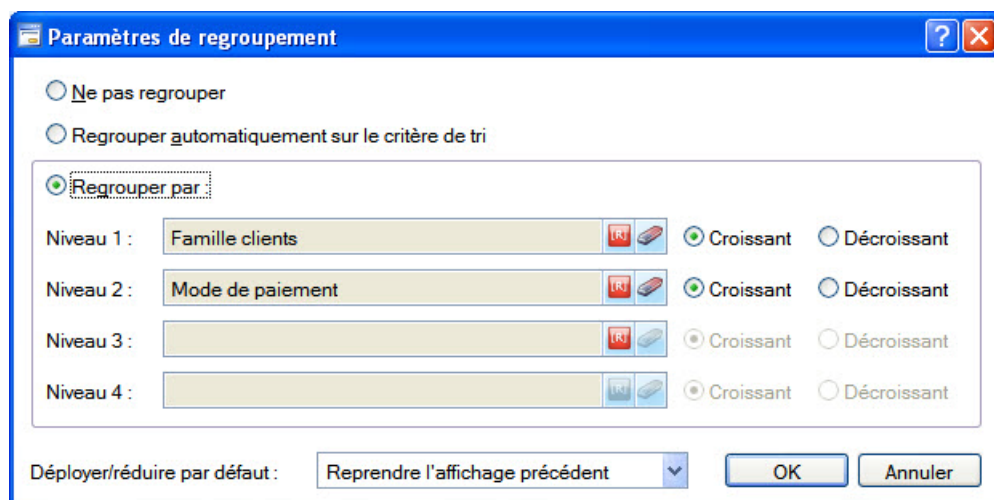 Paramètres de regroupement
Ne pas regrouper
Regrouper automatiquement sur le critère de tri
Regrouper par :
Niveau 1 : Famille clients [R] Croissant Décroissant
Niveau 2 : Mode de paiement [R] Croissant Décroissant
Niveau 3 : [R] Croissant Décroissant
Niveau 4 : [R] Croissant Décroissant
Déployer/réduire par défaut : Reprendre l'affichage précédent OK Annuler